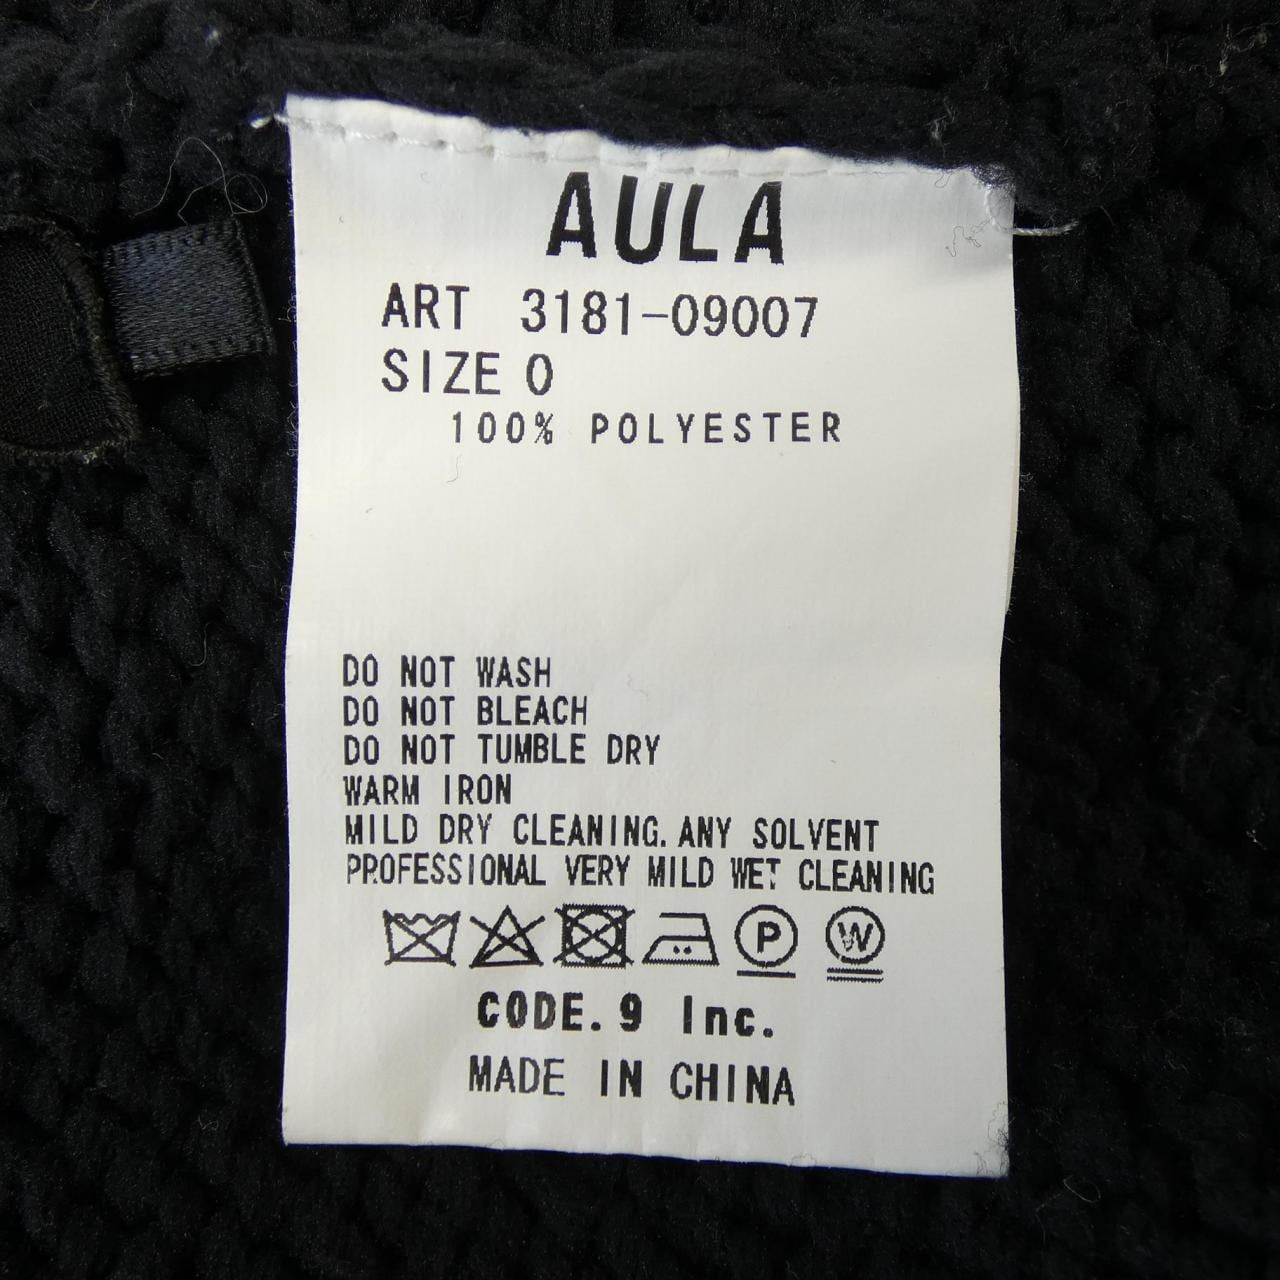 AULA
ART 3181-09007
SIZE 0
100% POLYESTER
DO NOT WASH
DO NOT BLEACH
DO NOT TUMBLE DRY
WARM IRON
MILD DRY CLEANING. ANY SOLVENT
PROFESSIONAL VERY MILD WET CLEANING
P W
CODE. 9 Inc.
MADE IN CHINA